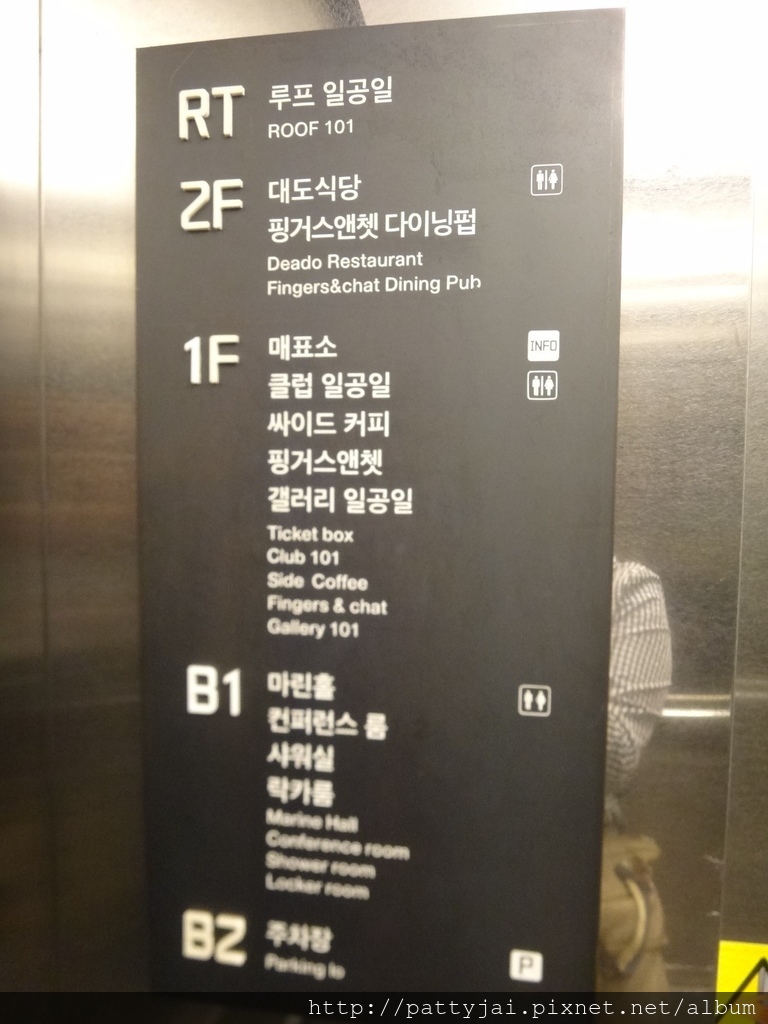 RT
루프 일공일
ROOF 101
2F
대도식당
핑거스앤쳇 다이닝펍
Deado Restaurant
Fingers&chat Dining Pub
1F
매표소
INFO
클럽 일공일
싸이드 커피
핑거스앤쳇
갤러리 일공일
Ticket box
Club 101
Side Coffee
Fingers & chat
Gallery 101
B1
마린홀
컨퍼런스 룸
샤워실
락카룸
Marine Hall
Conference room
Shower room
Locker room
B2
주차장
P
Parking lo
http://pattyjai.pixnet.net/album